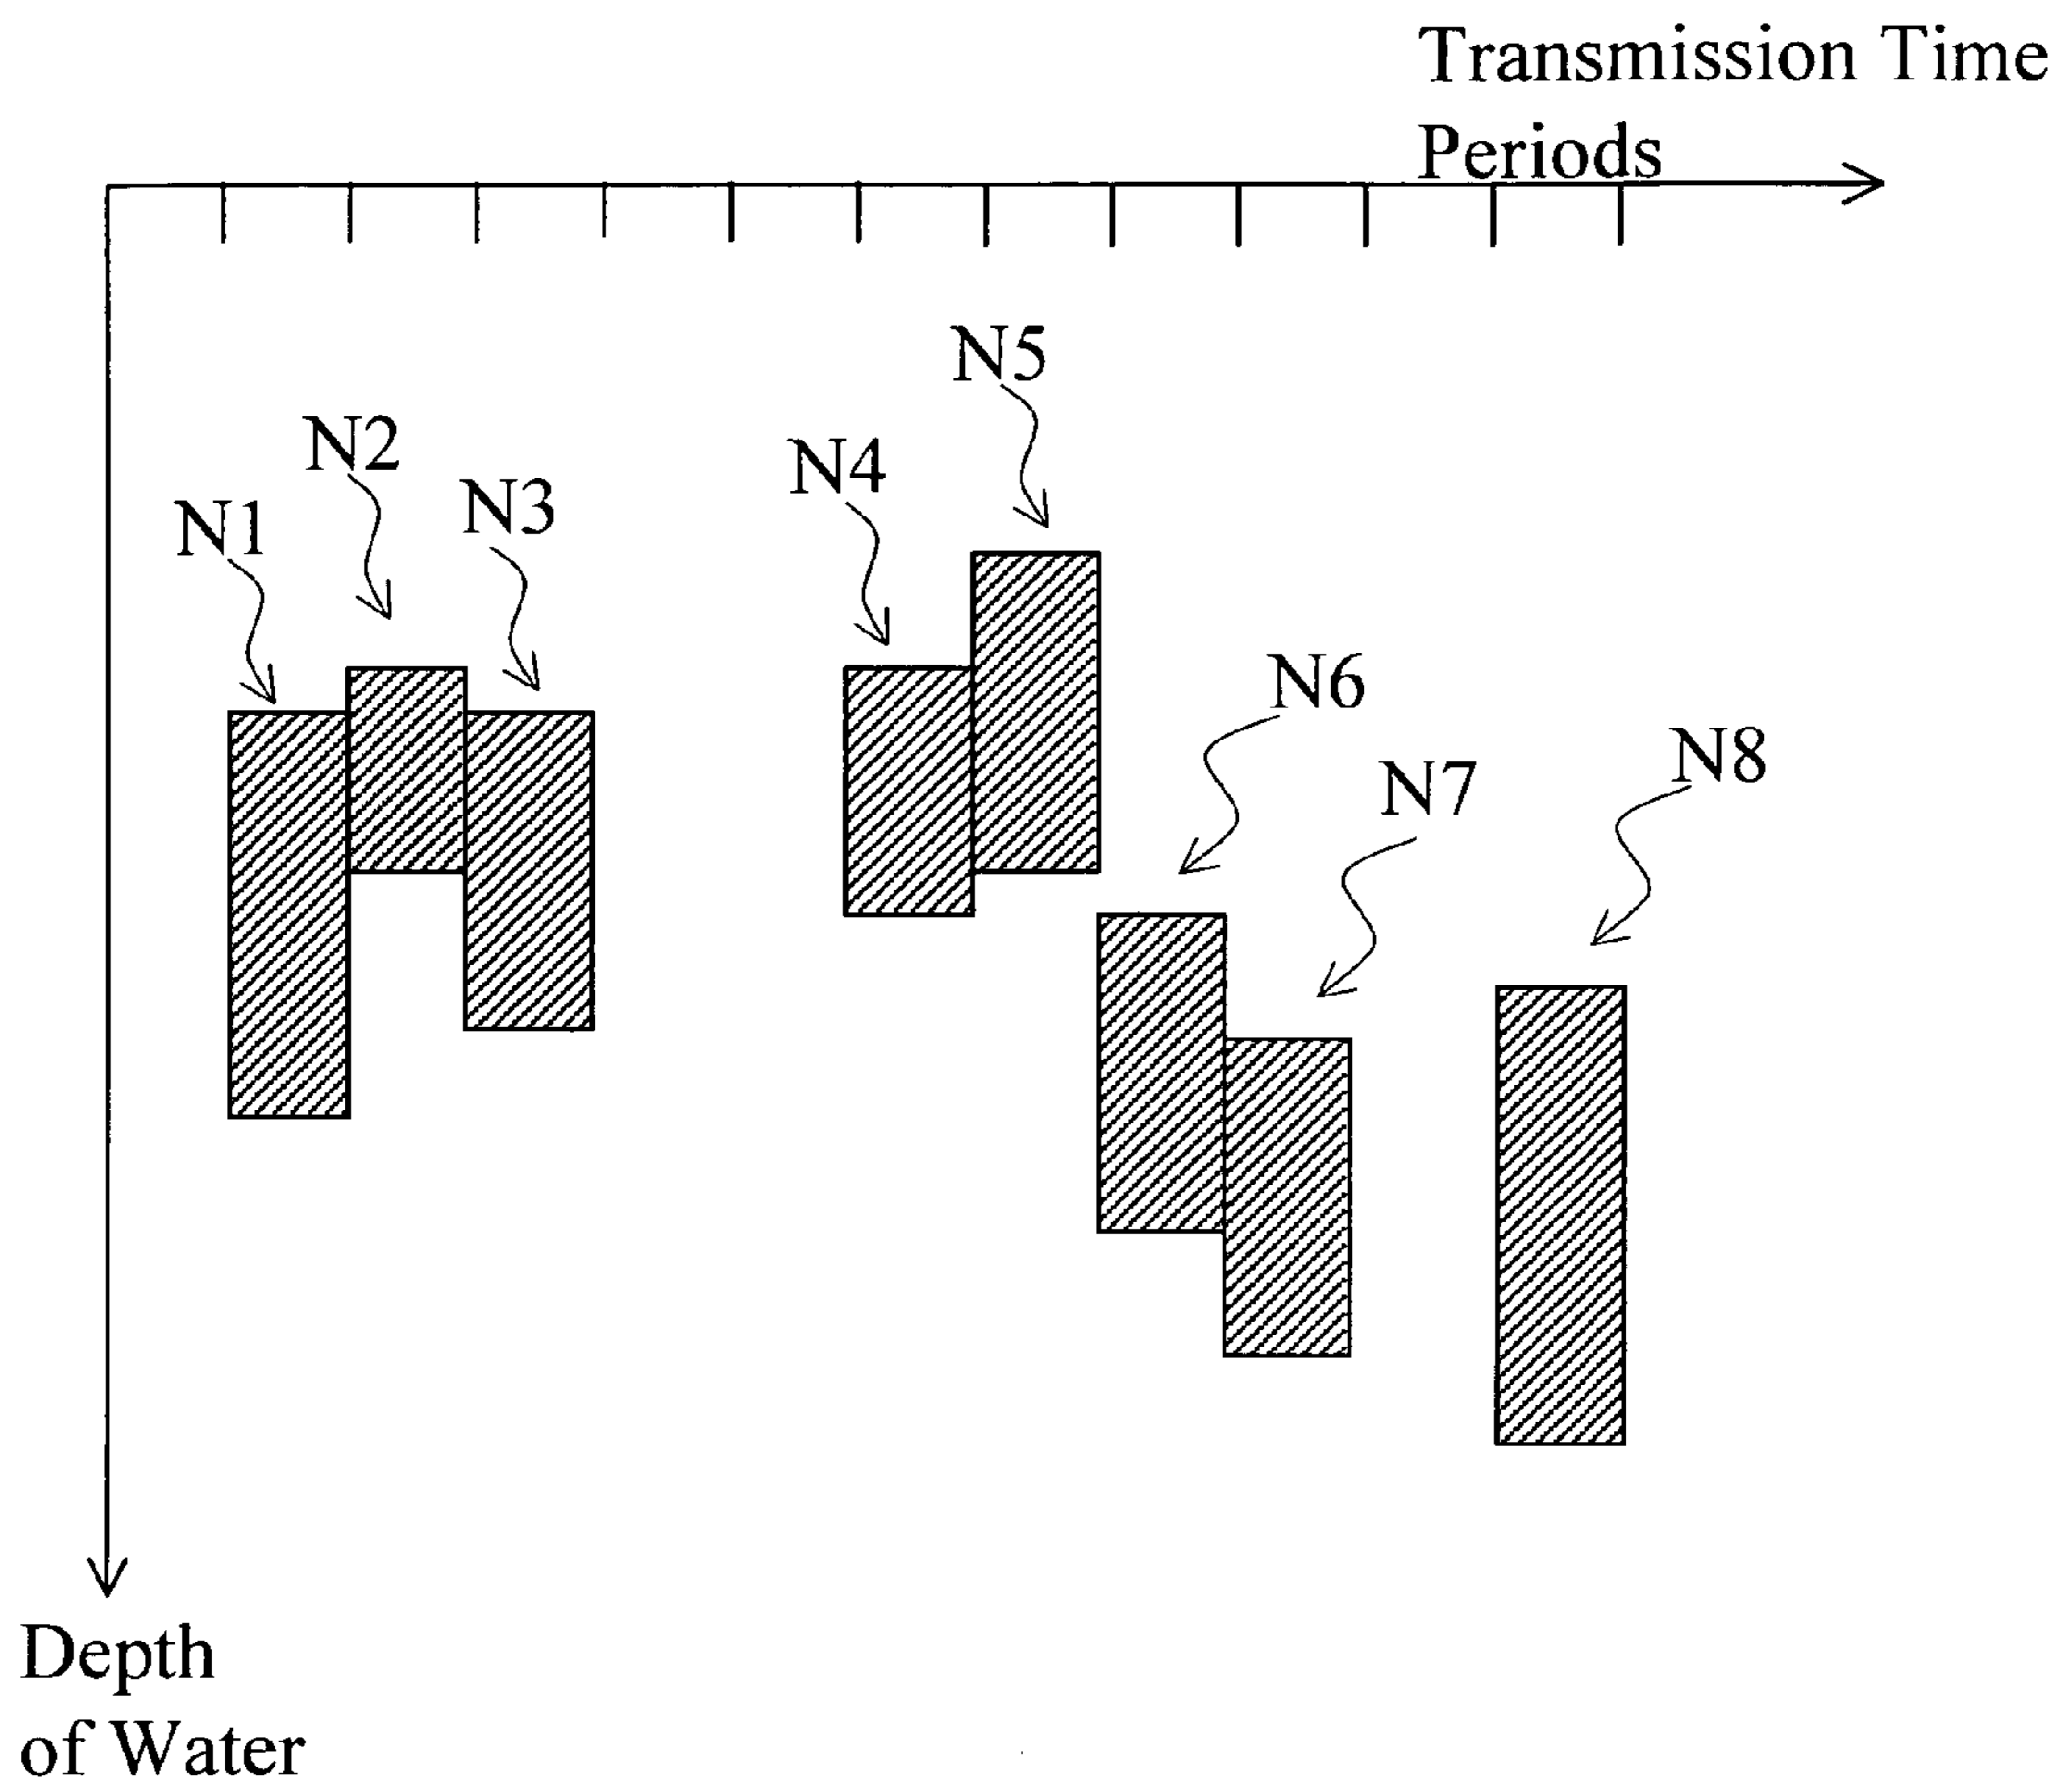 Transmission Time
Periods
N5
N2
N4
N3
N1
N6
N8
N7
Depth
of Water